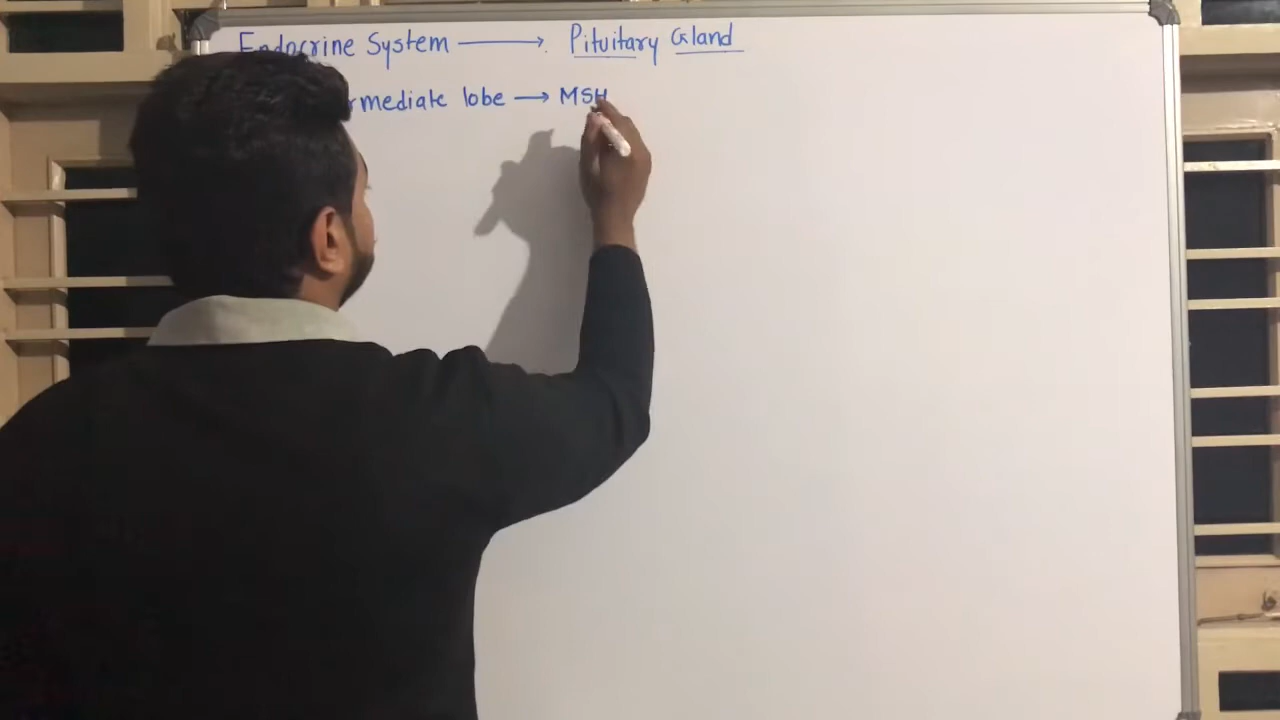 Endocrine System ⟶ Pituitary Gland
rmediate lobe → MSH